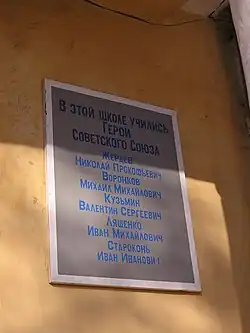 В этой школе учились
Герои
Советского Союза
Жердев
Николай Прокофьевич
Воронков
Михаил Михайлович
Кузьмин
Валентин Сергеевич
Ляшенко
Иван Михайлович
Староконь
Иван Иванович